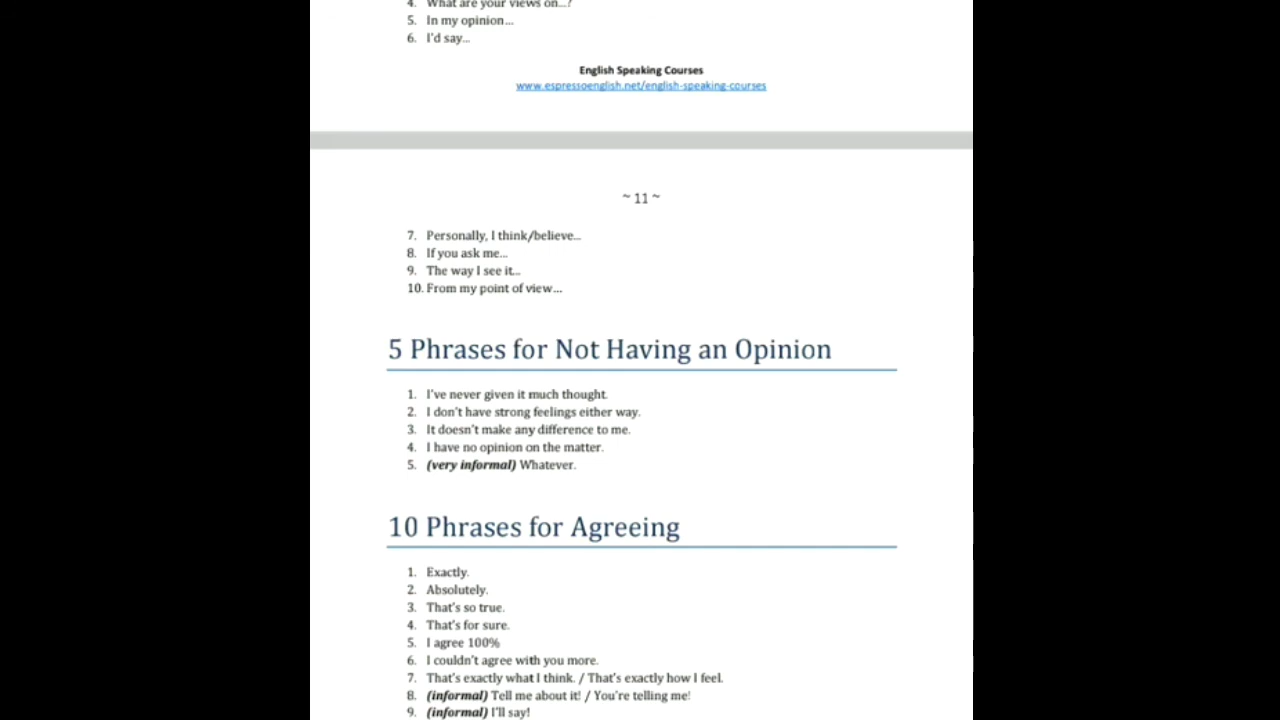 4. What are your views on...?
5. In my opinion...
6. I'd say...
English Speaking Courses
www.espressoenglish.net/english-speaking-courses
~ 11 ~
7. Personally, I think/believe...
8. If you ask me...
9. The way I see it...
10. From my point of view...
5 Phrases for Not Having an Opinion
1. I've never given it much thought.
2. I don't have strong feelings either way.
3. It doesn't make any difference to me.
4. I have no opinion on the matter.
5. (very informal) Whatever.
10 Phrases for Agreeing
1. Exactly.
2. Absolutely.
3. That's so true.
4. That's for sure.
5. I agree 100%
6. I couldn't agree with you more.
7. That's exactly what I think. / That's exactly how I feel.
8. (informal) Tell me about it! / You're telling me!
9. (informal) I'll say!